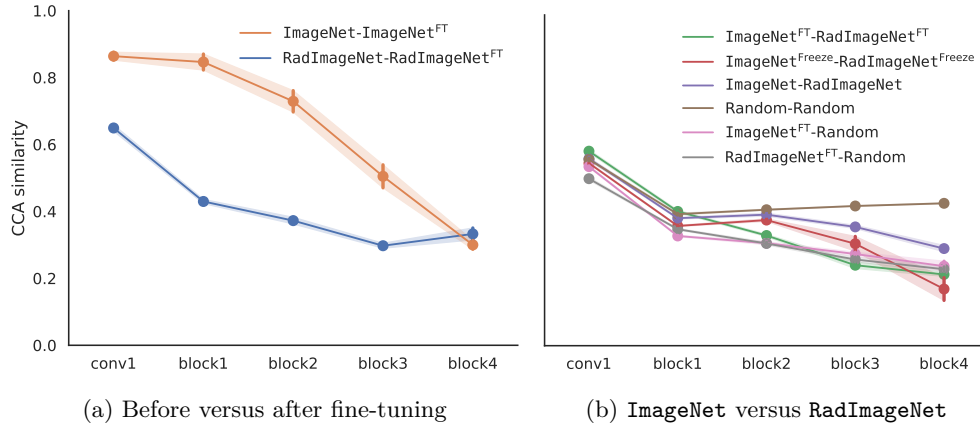 1.0
0.8
0.6
0.4
0.2
0.0
CCA similarity
ImageNet-ImageNet^FT
RadImageNet-RadImageNet^FT
conv1 block1 block2 block3 block4
(a) Before versus after fine-tuning
ImageNet^FT-RadImageNet^FT
ImageNet^Freeze-RadImageNet^Freeze
ImageNet-RadImageNet
Random-Random
ImageNet^FT-Random
RadImageNet^FT-Random
conv1 block1 block2 block3 block4
(b) ImageNet versus RadImageNet